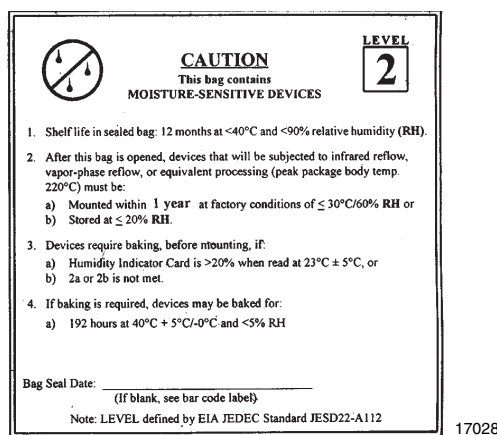 LEVEL
2
CAUTION
This bag contains
MOISTURE-SENSITIVE DEVICES
1. Shelf life in sealed bag: 12 months at <40°C and <90% relative humidity (RH).
2. After this bag is opened, devices that will be subjected to infrared reflow,
vapor-phase reflow, or equivalent processing (peak package body temp.
220°C) must be:
a) Mounted within 1 year at factory conditions of ≤ 30°C/60% RH or
b) Stored at ≤ 20% RH.
3. Devices require baking, before mounting, if:
a) Humidity Indicator Card is >20% when read at 23°C ± 5°C, or
b) 2a or 2b is not met.
4. If baking is required, devices may be baked for:
a) 192 hours at 40°C + 5°C/-0°C and <5% RH
Bag Seal Date:
(If blank, see bar code label)
Note: LEVEL defined by EIA JEDEC Standard JESD22-A112
17028